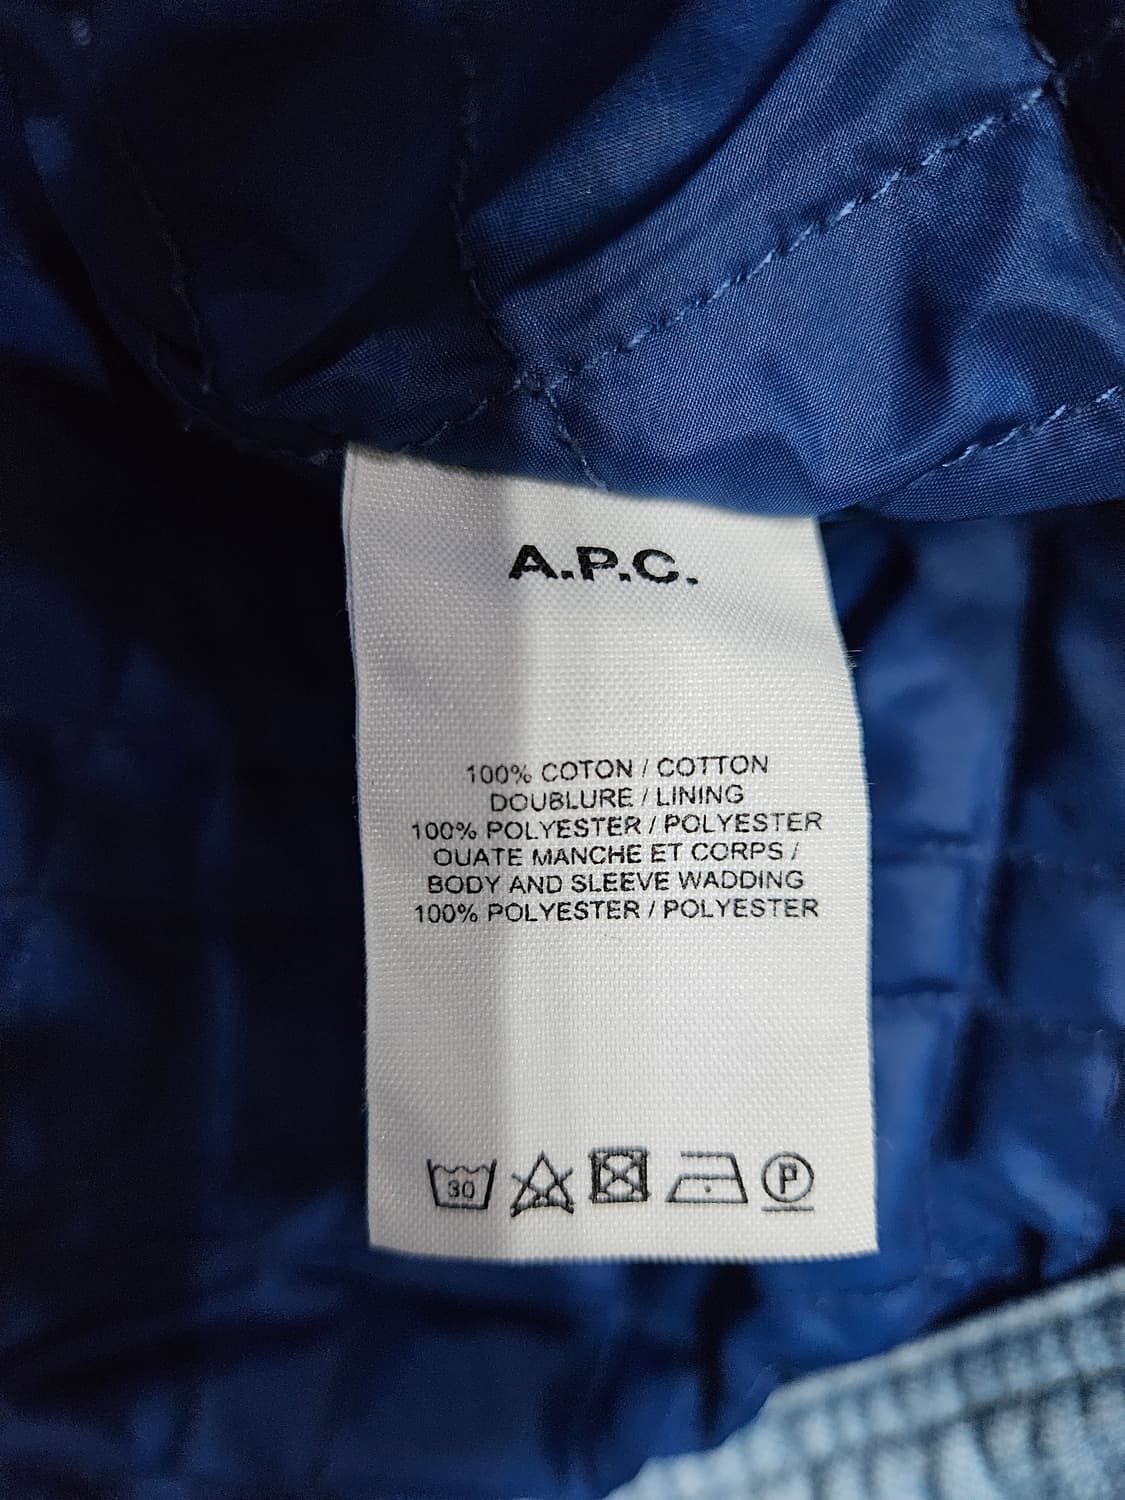 A.P.C.
100% COTON / COTTON
DOUBLURE / LINING
100% POLYESTER / POLYESTER
OUATE MANCHE ET CORPS /
BODY AND SLEEVE WADDING
100% POLYESTER / POLYESTER
30 P